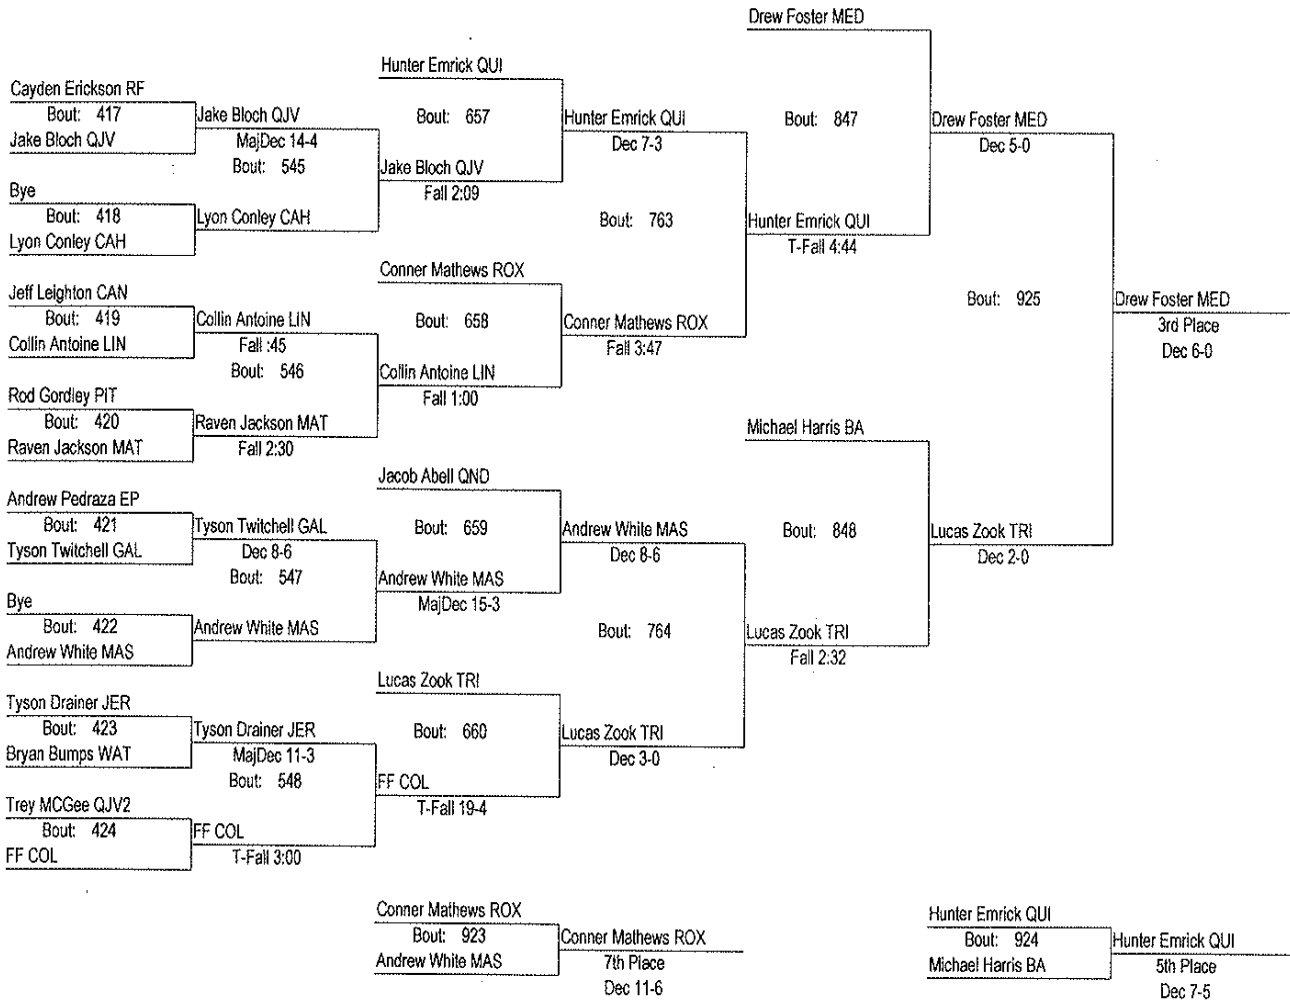 Drew Foster MED
Hunter Emrick QUI
Cayden Erickson RF
Bout: 417
Jake Bloch QJV
Jake Bloch QJV
MajDec 14-4
Bout: 545
Bye
Bout: 418
Lyon Conley CAH
Lyon Conley CAH
Bout: 657
Jake Bloch QJV
Fall 2:09
Hunter Emrick QUI
Dec 7-3
Bout: 763
Bout: 847
Hunter Emrick QUI
T-Fall 4:44
Drew Foster MED
Dec 5-0
Jeff Leighton CAN
Bout: 419
Collin Antoine LIN
Collin Antoine LIN
Fall :45
Bout: 546
Rod Gordley PIT
Bout: 420
Raven Jackson MAT
Raven Jackson MAT
Fall 2:30
Conner Mathews ROX
Bout: 658
Collin Antoine LIN
Fall 1:00
Conner Mathews ROX
Fall 3:47
Bout: 925
Drew Foster MED
3rd Place
Dec 6-0
Andrew Pedraza EP
Bout: 421
Tyson Twitchell GAL
Tyson Twitchell GAL
Dec 8-6
Bout: 547
Bye
Bout: 422
Andrew White MAS
Andrew White MAS
Jacob Abell QND
Bout: 659
Andrew White MAS
MajDec 15-3
Andrew White MAS
Dec 8-6
Bout: 764
Michael Harris BA
Bout: 848
Lucas Zook TRI
Fall 2:32
Lucas Zook TRI
Dec 2-0
Tyson Drainer JER
Bout: 423
Bryan Bumps WAT
Tyson Drainer JER
MajDec 11-3
Bout: 548
Trey MCGee QJV2
Bout: 424
FF COL
FF COL
T-Fall 3:00
Lucas Zook TRI
Bout: 660
FF COL
T-Fall 19-4
Lucas Zook TRI
Dec 3-0
Conner Mathews ROX
Bout: 923
Andrew White MAS
Conner Mathews ROX
7th Place
Dec 11-6
Hunter Emrick QUI
Bout: 924
Michael Harris BA
Hunter Emrick QUI
5th Place
Dec 7-5